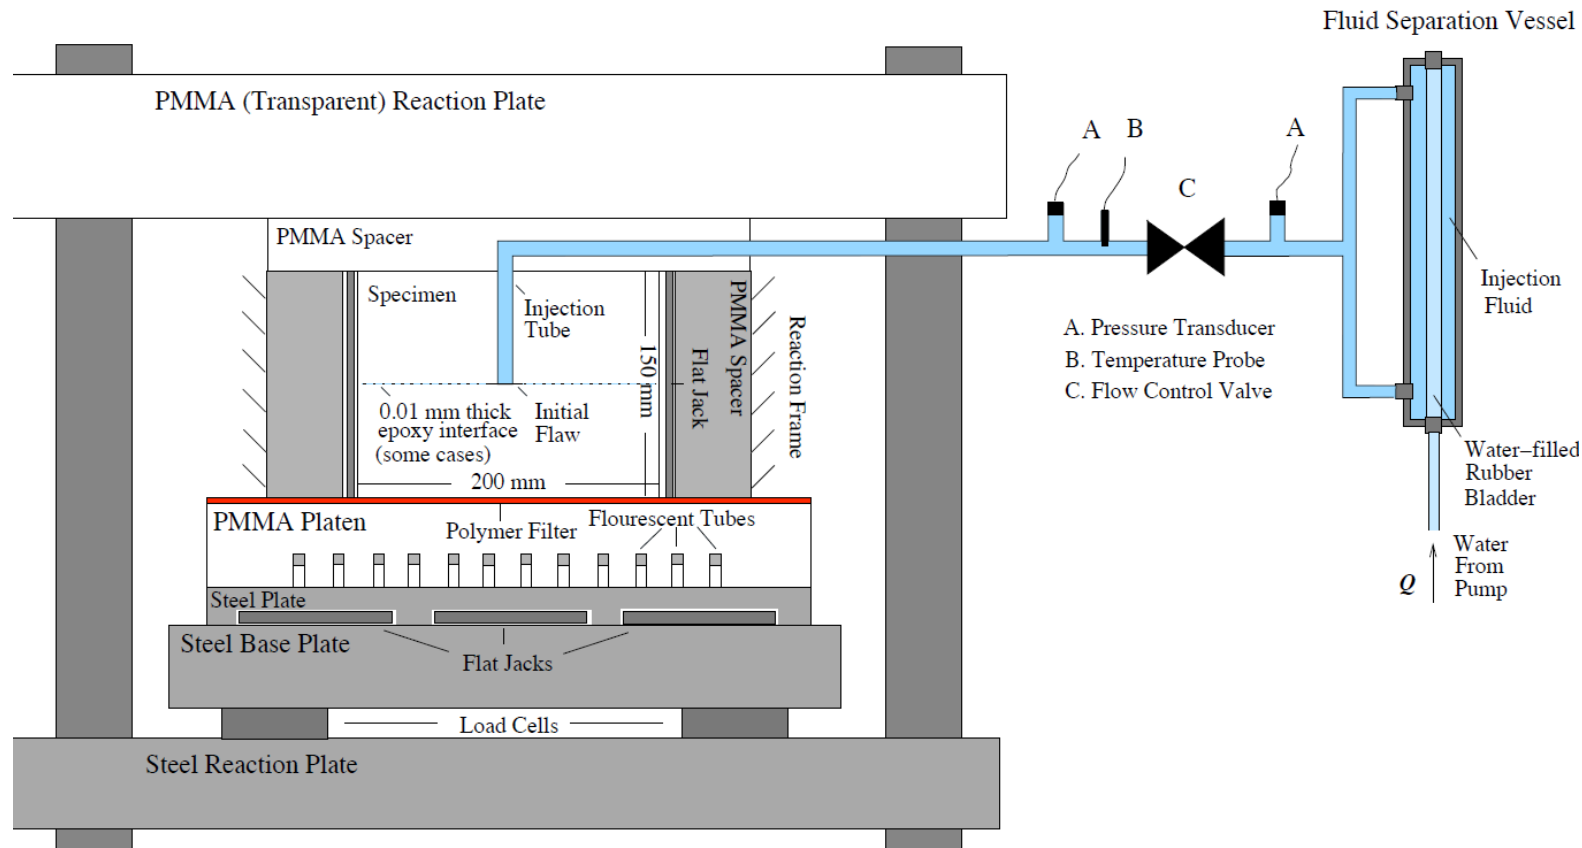 Fluid Separation Vessel
PMMA (Transparent) Reaction Plate
A
B
A
C
PMMA Spacer
Specimen
Injection
Tube
150 mm
Flat Jack
PMMA Spacer
Reaction Frame
0.01 mm thick
epoxy interface
(some cases)
Initial
Flaw
200 mm
A. Pressure Transducer
B. Temperature Probe
C. Flow Control Valve
Injection
Fluid
Water–filled
Rubber
Bladder
Water
From
Pump
Q
PMMA Platen
Polymer Filter
Flourescent Tubes
Steel Plate
Steel Base Plate
Flat Jacks
Load Cells
Steel Reaction Plate